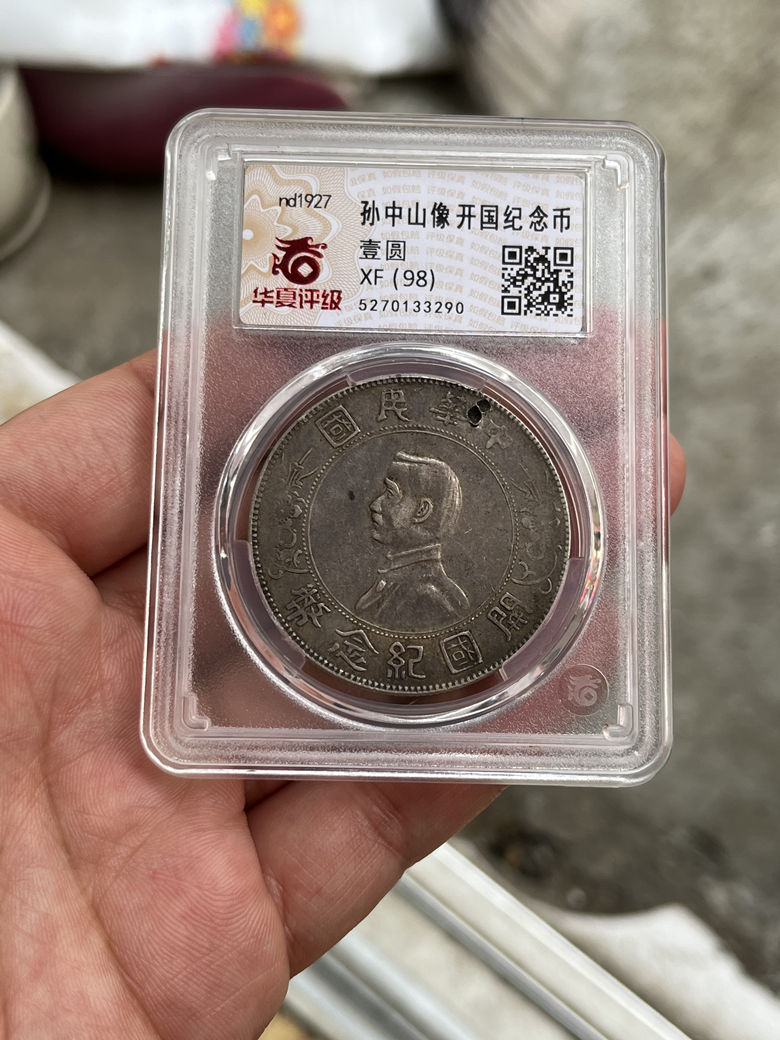 nd1927
华夏评级
孙中山像 开国纪念币
壹圆
XF (98)
5270133290
中華民國
開國紀念幣